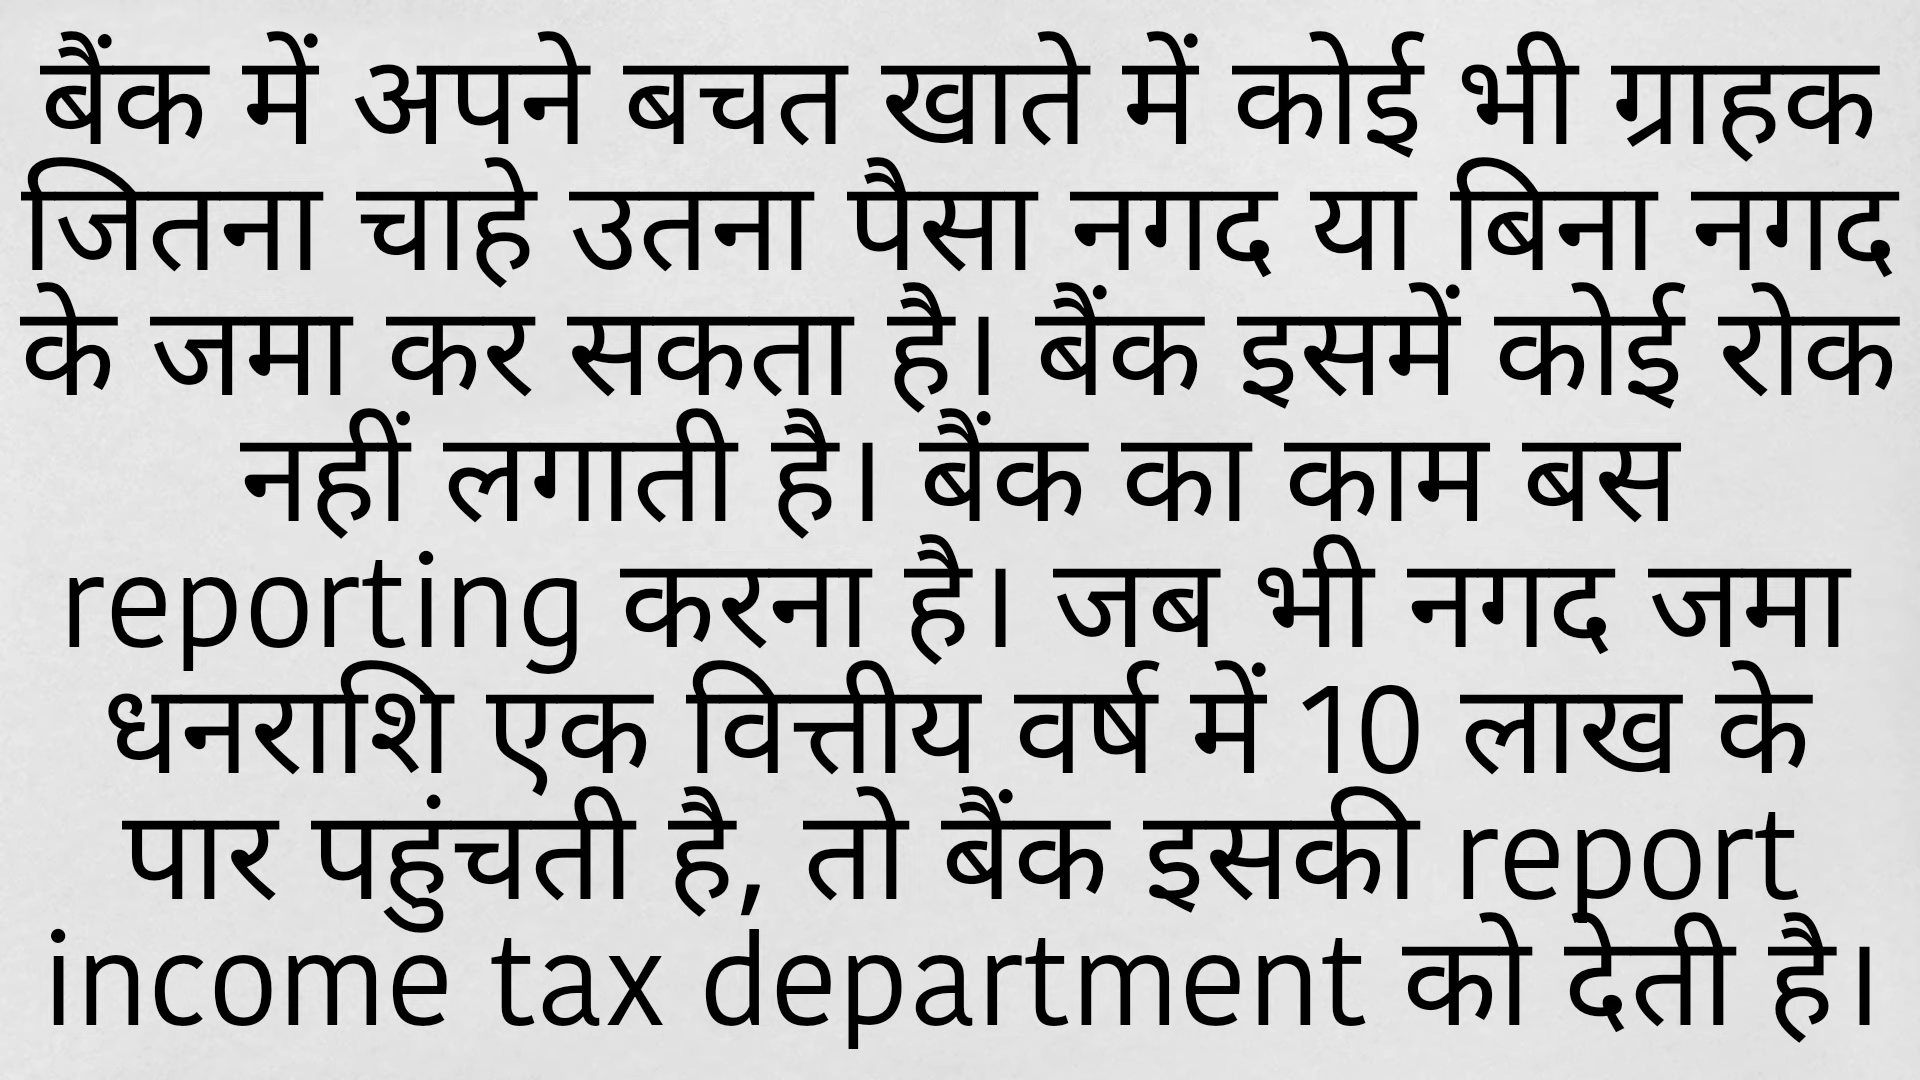 बैंक में अपने बचत खाते में कोई भी ग्राहक
जितना चाहे उतना पैसा नगद या बिना नगद
के जमा कर सकता है। बैंक इसमें कोई रोक
नहीं लगाती है। बैंक का काम बस
reporting करना है। जब भी नगद जमा
धनराशि एक वित्तीय वर्ष में 10 लाख के
पार पहुंचती है, तो बैंक इसकी report
income tax department को देती है।